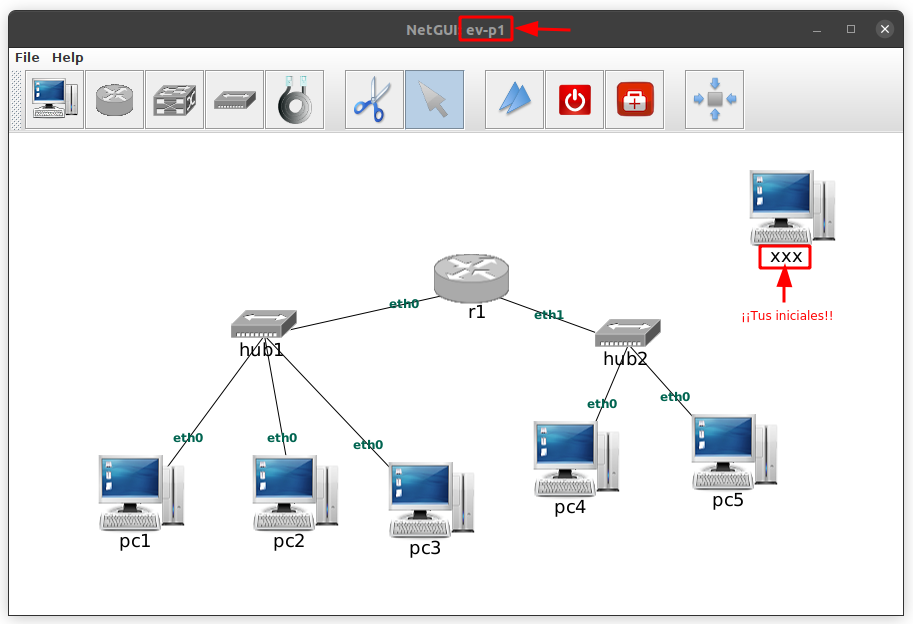 NetGUI ev-p1
File Help
xxx
¡¡Tus iniciales!!
r1
eth0
eth1
hub1
hub2
eth0
eth0
eth0
eth0
eth0
pc1
pc2
pc3
pc4
pc5